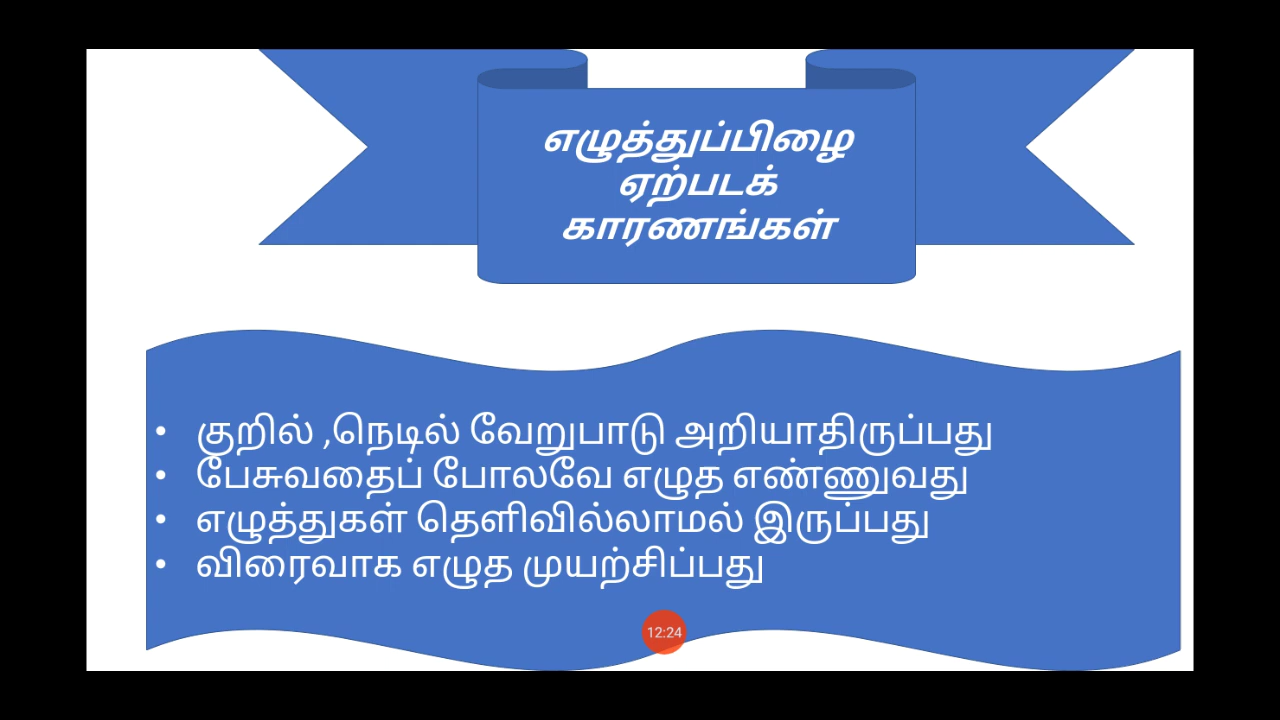 எழுத்துப்பிழை
ஏற்படக்
காரணங்கள்
• குறில் ,நெடில் வேறுபாடு அறியாதிருப்பது
• பேசுவதைப் போலவே எழுத எண்ணுவது
• எழுத்துகள் தெளிவில்லாமல் இருப்பது
• விரைவாக எழுத முயற்சிப்பது
12:24